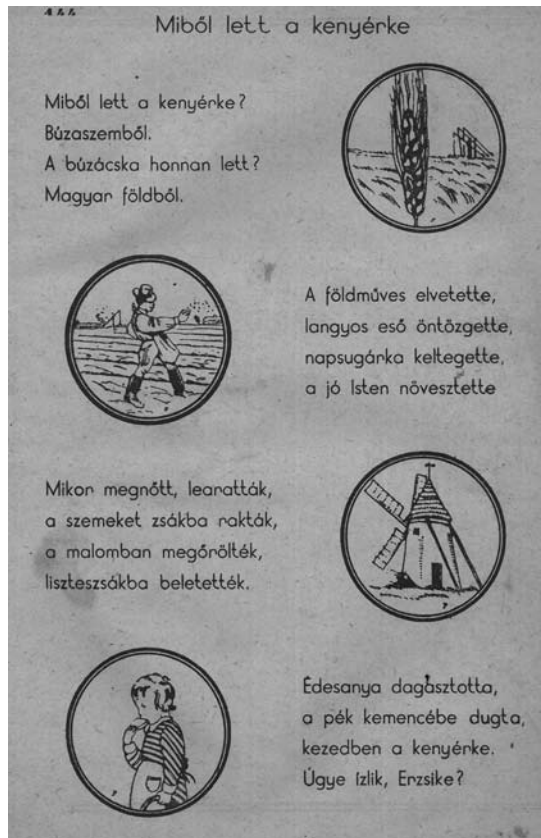 Miből lett a kenyérke
Miből lett a kenyérke?
Búzaszemből.
A búzácska honnan lett?
Magyar földből.
A földműves elvetette,
langyos eső öntözgette,
napsugárka keltegette,
a jó Isten növesztette
Mikor megnőtt, learatták,
a szemeket zsákba rakták,
a malomban megőrölték,
liszteszsákba beletették.
Édesanya dagasztotta,
a pék kemencébe dugta,
kezedben a kenyérke.
Úgye ízlik, Erzsike?